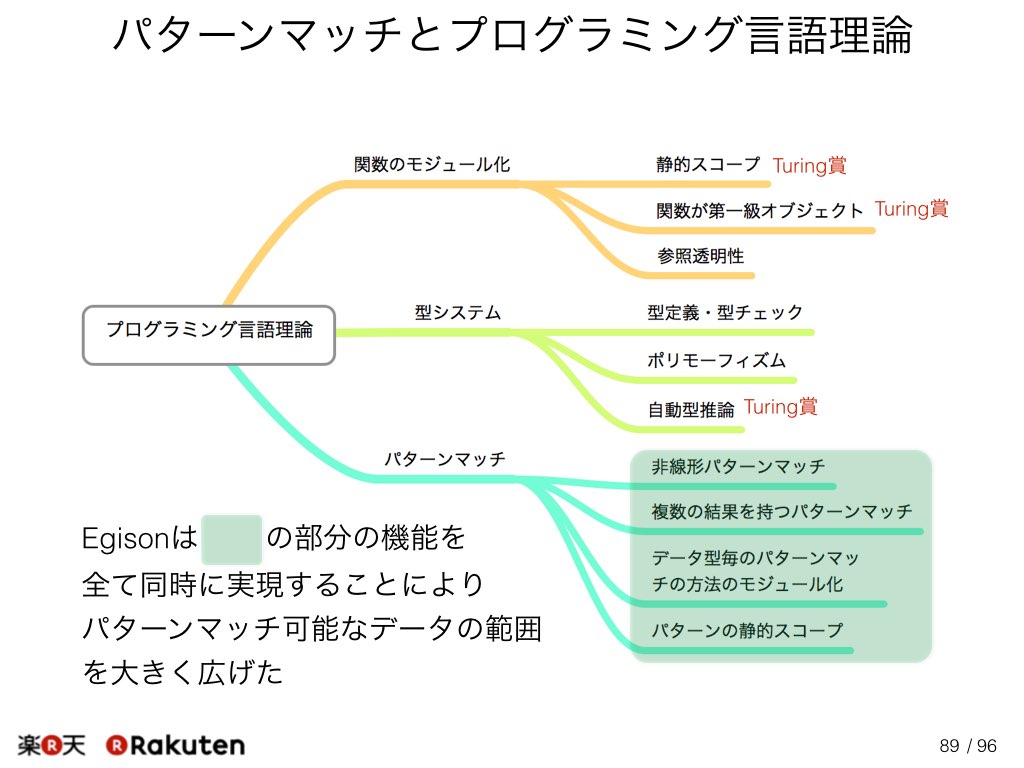 パターンマッチとプログラミング言語理論
関数のモジュール化
静的スコープ Turing賞
関数が第一級オブジェクト Turing賞
参照透明性
プログラミング言語理論
型システム
型定義・型チェック
ポリモーフィズム
自動型推論 Turing賞
パターンマッチ
非線形パターンマッチ
複数の結果を持つパターンマッチ
データ型毎のパターンマッ
チの方法のモジュール化
パターンの静的スコープ
Egisonは の部分の機能を
全て同時に実現することにより
パターンマッチ可能なデータの範囲
を大きく広げた
楽R天 R Rakuten
89 / 96